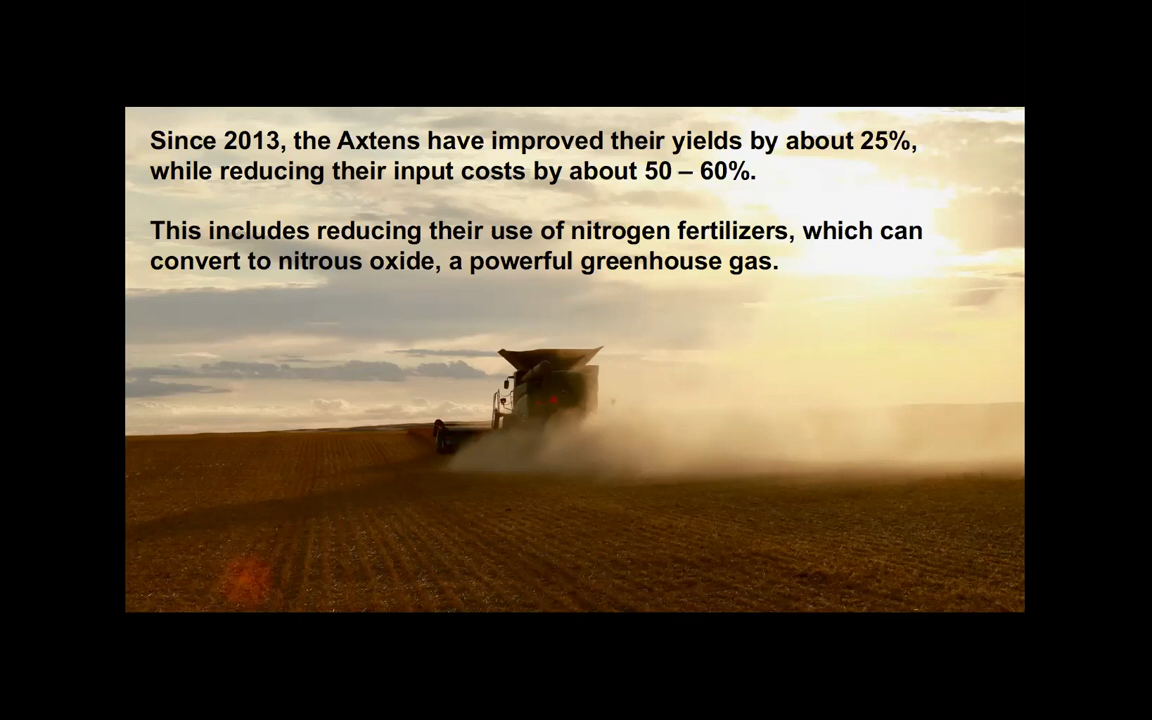 Since 2013, the Axtens have improved their yields by about 25%,
while reducing their input costs by about 50 – 60%.
This includes reducing their use of nitrogen fertilizers, which can
convert to nitrous oxide, a powerful greenhouse gas.